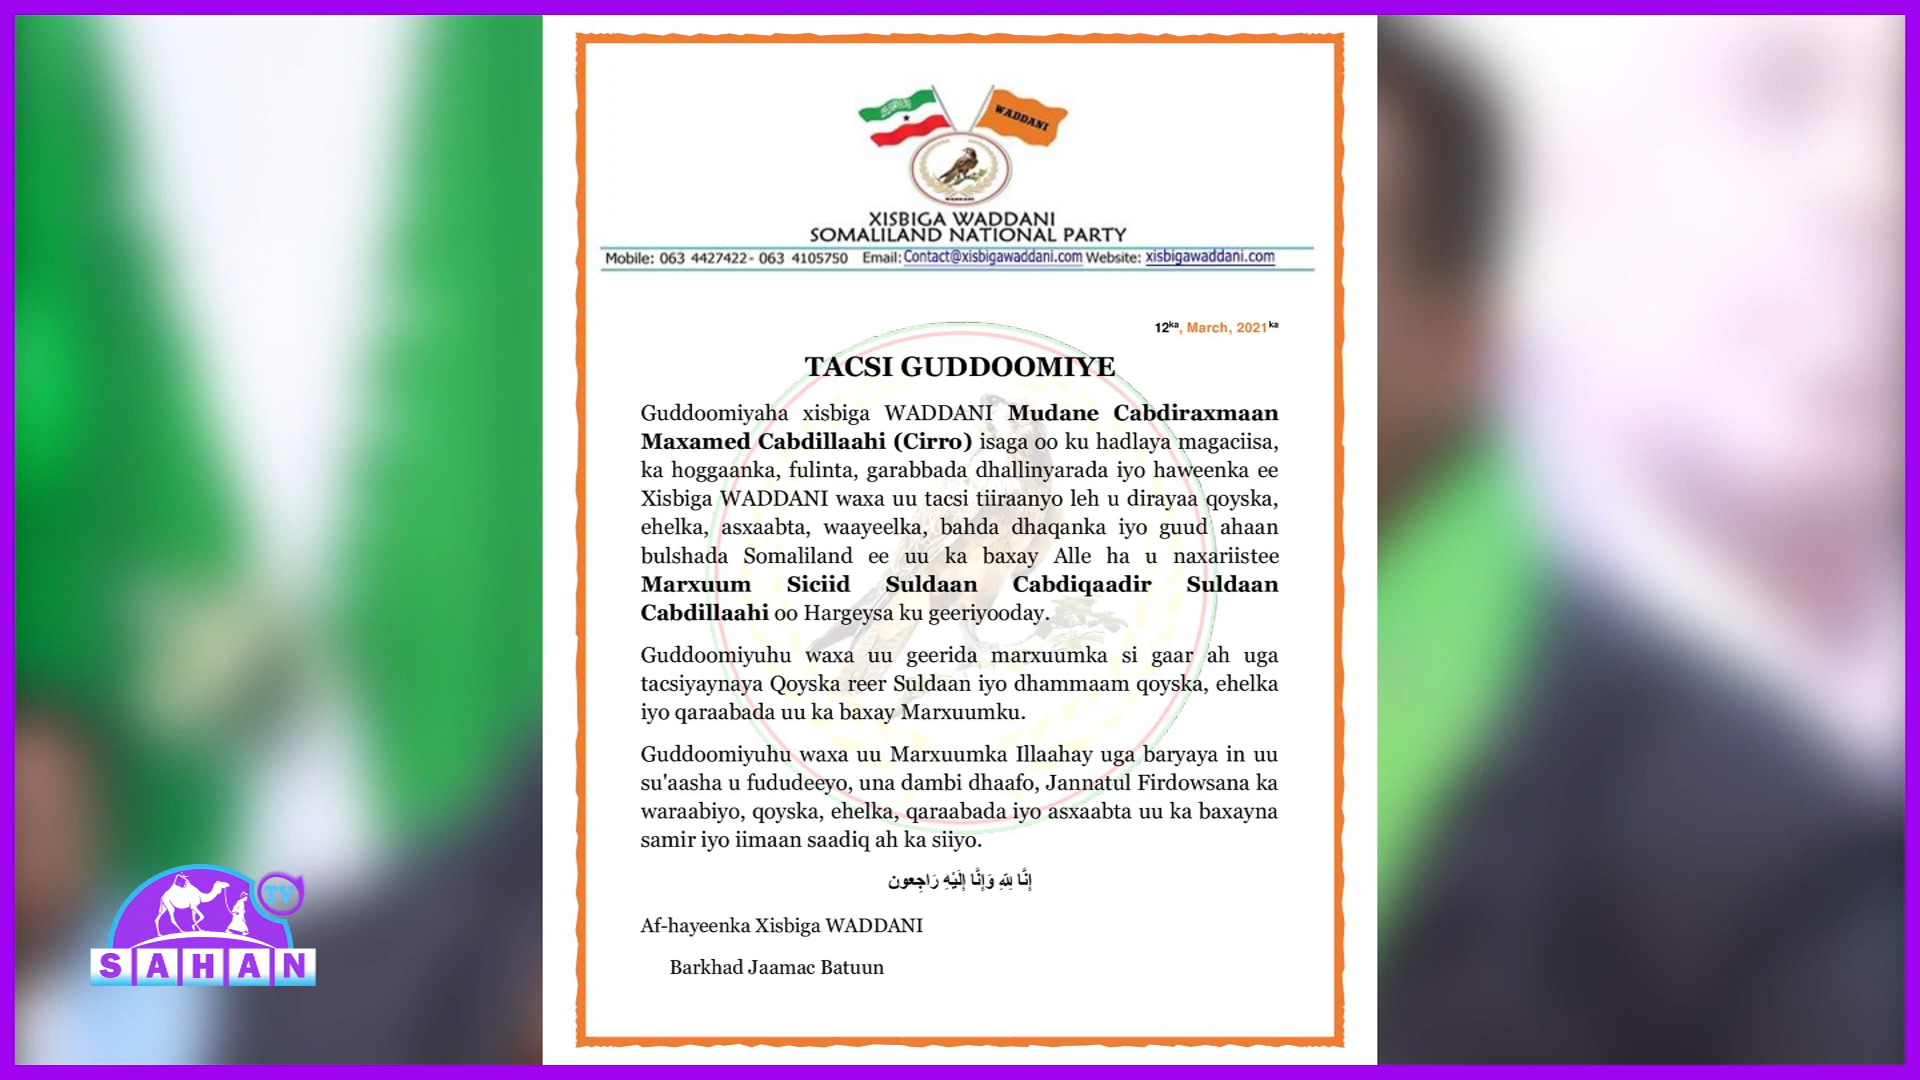 WADDANI
XISBIGA WADDANI
SOMALILAND NATIONAL PARTY
Mobile: 063 4427422- 063 4105750 Email: Contact@xisbigawaddani.com Website: xisbigawaddani.com
12ka, March, 2021ka
TACSI GUDDOOMIYE
Guddoomiyaha xisbiga WADDANI Mudane Cabdiraxmaan
Maxamed Cabdillaahi (Cirro) isaga oo ku hadlaya magaciisa,
ka hoggaanka, fulinta, garabbada dhallinyarada iyo haweenka ee
Xisbiga WADDANI waxa uu tacsi tiiraanyo leh u dirayaa qoyska,
ehelka, asxaabta, waayeelka, bahda dhaqanka iyo guud ahaan
bulshada Somaliland ee uu ka baxay Alle ha u naxariistee
Marxuum Siciid Suldaan Cabdiqaadir Suldaan
Cabdillaahi oo Hargeysa ku geeriyooday.
Guddoomiyuhu waxa uu geerida marxuumka si gaar ah uga
tacsiyaynaya Qoyska reer Suldaan iyo dhammaam qoyska, ehelka
iyo qaraabada uu ka baxay Marxuumku.
Guddoomiyuhu waxa uu Marxuumka Illaahay uga baryaya in uu
su'aasha u fududeeyo, una dambi dhaafo, Jannatul Firdowsana ka
waraabiyo, qoyska, ehelka, qaraabada iyo asxaabta uu ka baxayna
samir iyo iimaan saadiq ah ka siiyo.
إِنَّا لِلّهِ وَإِنَّا إِلَيْهِ رَاجِعون
Af-hayeenka Xisbiga WADDANI
Barkhad Jaamac Batuun
TV
SAHAN